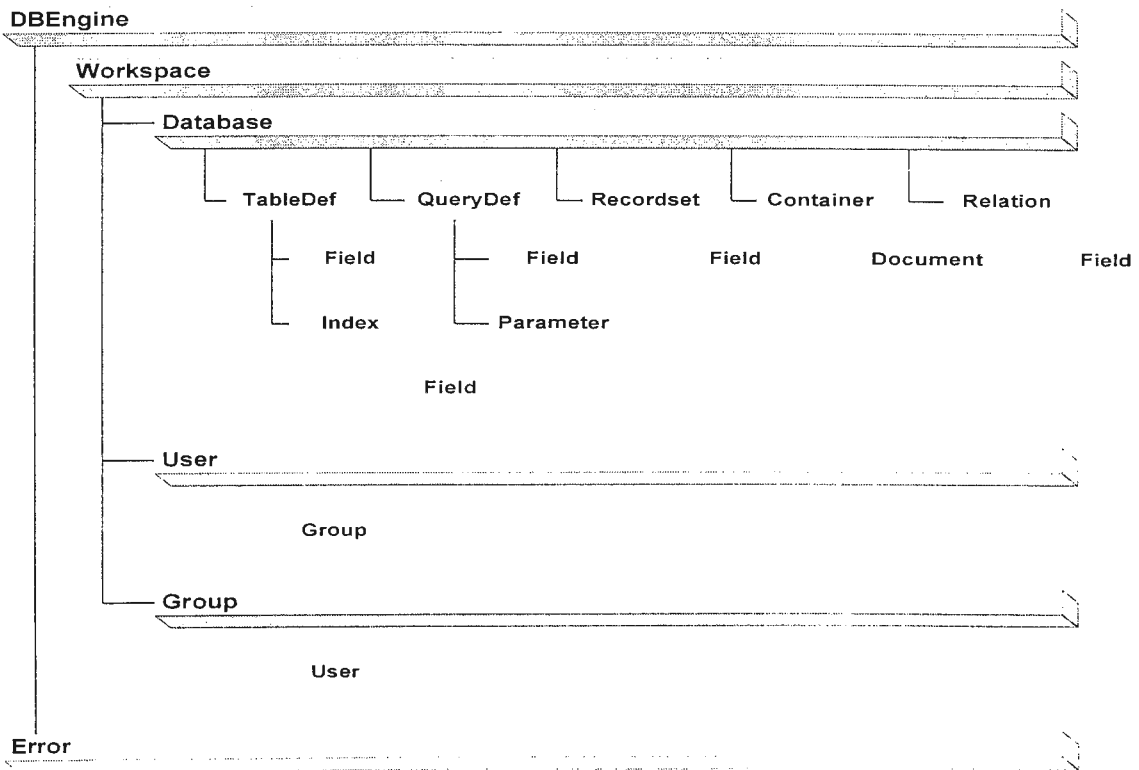 DBEngine
Workspace
Database
TableDef QueryDef Recordset Container Relation
Field Field Field Document Field
Index Parameter
Field
User
Group
Group
User
Error